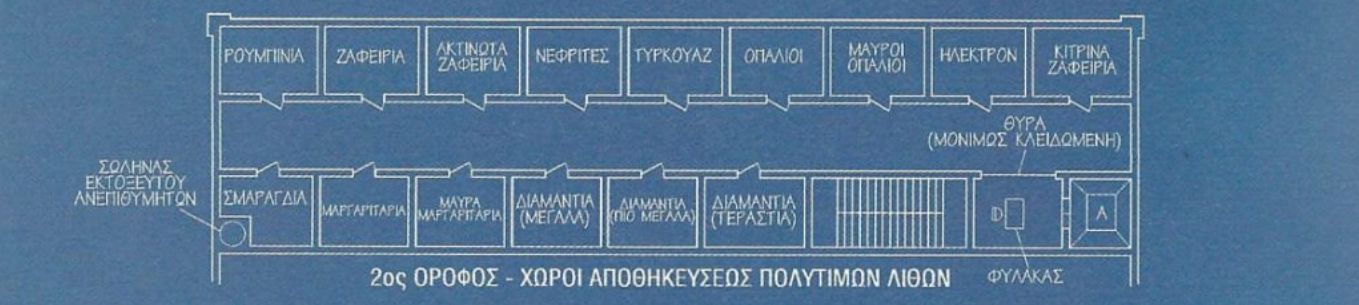 ΡΟΥΜΠΙΝΙΑ
ΖΑΦΕΙΡΙΑ
ΑΚΤΙΝΩΤΑ
ΖΑΦΕΙΡΙΑ
ΝΕΦΡΙΤΕΣ
ΤΥΡΚΟΥΑΖ
ΟΠΑΛΙΟΙ
ΜΑΥΡΟΙ
ΟΠΑΛΙΟΙ
ΗΛΕΚΤΡΟΝ
ΚΙΤΡΙΝΑ
ΖΑΦΕΙΡΙΑ
ΘΥΡΑ
(ΜΟΝΙΜΩΣ ΚΛΕΙΔΩΜΕΝΗ)
ΣΩΛΗΝΑΣ
ΕΚΤΟΞΕΥΤΟΥ
ΑΝΕΠΙΘΥΜΗΤΩΝ
ΣΜΑΡΑΓΔΙΑ
ΜΑΡΓΑΡΙΤΑΡΙΑ
ΜΑΥΡΑ
ΜΑΡΓΑΡΙΤΑΡΙΑ
ΔΙΑΜΑΝΤΙΑ
(ΜΕΓΑΛΑ)
ΔΙΑΜΑΝΤΙΑ
(ΠΙΟ ΜΕΓΑΛΑ)
ΔΙΑΜΑΝΤΙΑ
(ΤΕΡΑΣΤΙΑ)
Α
ΦΥΛΑΚΑΣ
2ος ΟΡΟΦΟΣ - ΧΩΡΟΙ ΑΠΟΘΗΚΕΥΣΕΩΣ ΠΟΛΥΤΙΜΩΝ ΛΙΘΩΝ